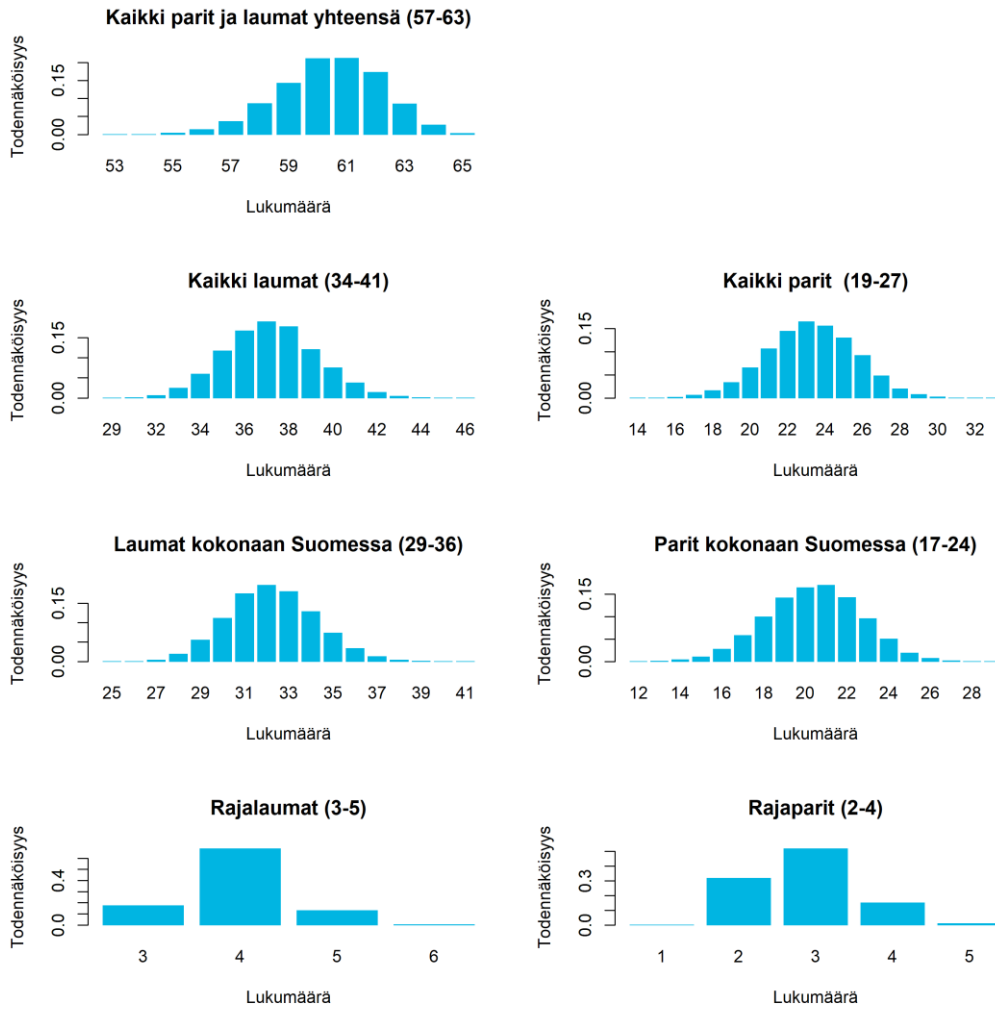 Kaikki parit ja laumat yhteensä (57-63)
Todennäköisyys
0.00 0.15
53 55 57 59 61 63 65
Lukumäärä
Kaikki laumat (34-41)
Todennäköisyys
0.00 0.15
29 32 34 36 38 40 42 44 46
Lukumäärä
Kaikki parit (19-27)
Todennäköisyys
0.00 0.15
14 16 18 20 22 24 26 28 30 32
Lukumäärä
Laumat kokonaan Suomessa (29-36)
Todennäköisyys
0.00 0.15
25 27 29 31 33 35 37 39 41
Lukumäärä
Parit kokonaan Suomessa (17-24)
Todennäköisyys
0.00 0.15
12 14 16 18 20 22 24 26 28
Lukumäärä
Rajalaumat (3-5)
Todennäköisyys
0.0 0.4
3 4 5 6
Lukumäärä
Rajaparit (2-4)
Todennäköisyys
0.0 0.3
1 2 3 4 5
Lukumäärä